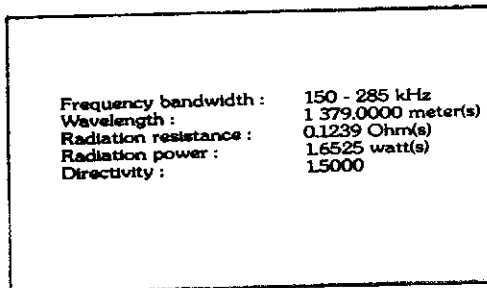 Frequency bandwidth : 150 - 285 kHz
Wavelength : 1 379.0000 meter(s)
Radiation resistance : 0.1239 Ohm(s)
Radiation power : 1.6525 watt(s)
Directivity : 1.5000